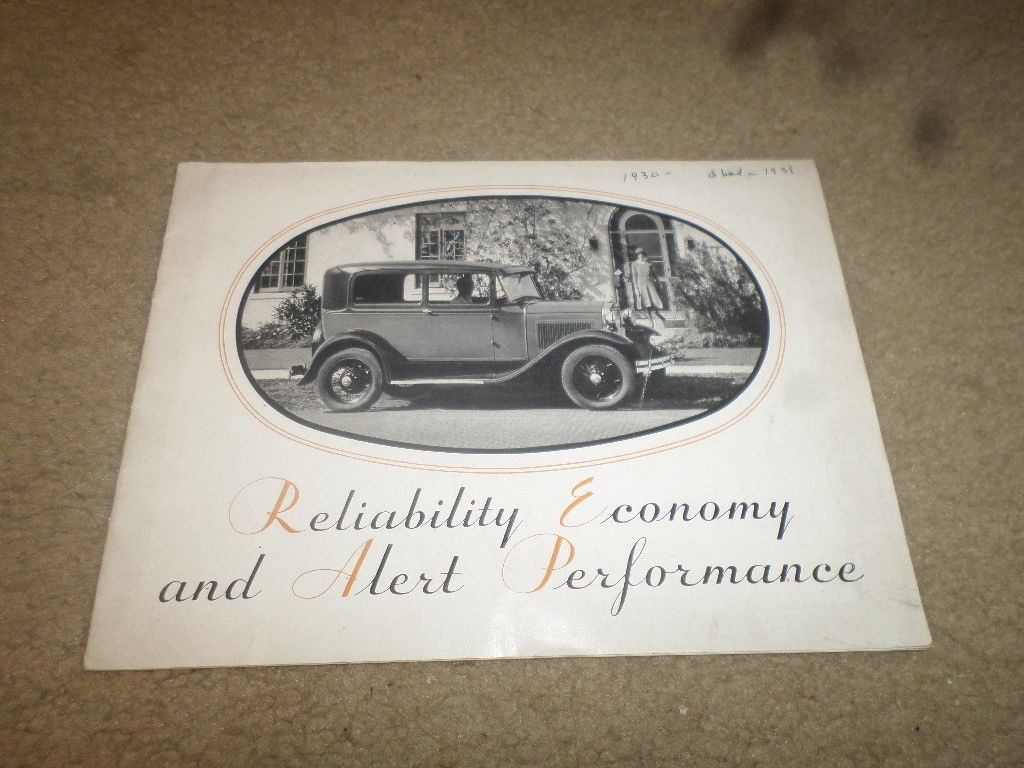 1930-
1931
Reliability Economy
and Alert Performance